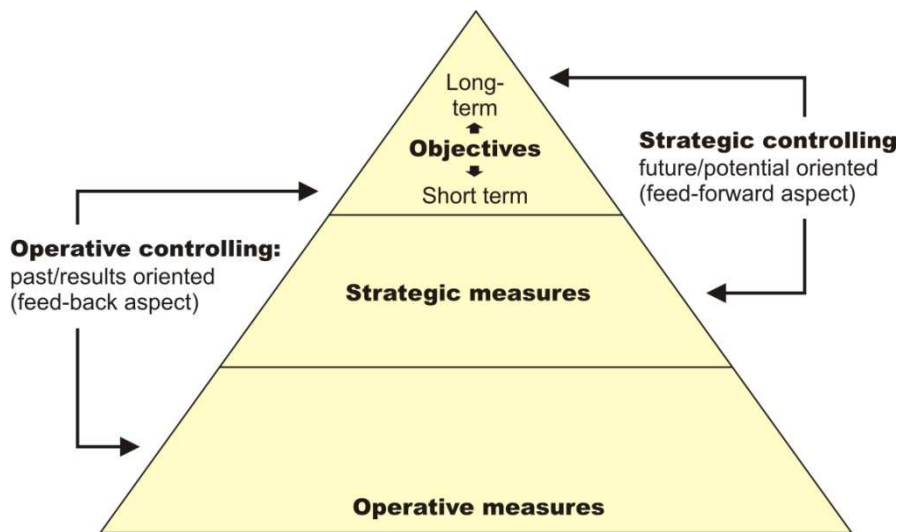 Long-
term
Objectives
Short term
Strategic controlling
future/potential oriented
(feed-forward aspect)
Operative controlling:
past/results oriented
(feed-back aspect)
Strategic measures
Operative measures